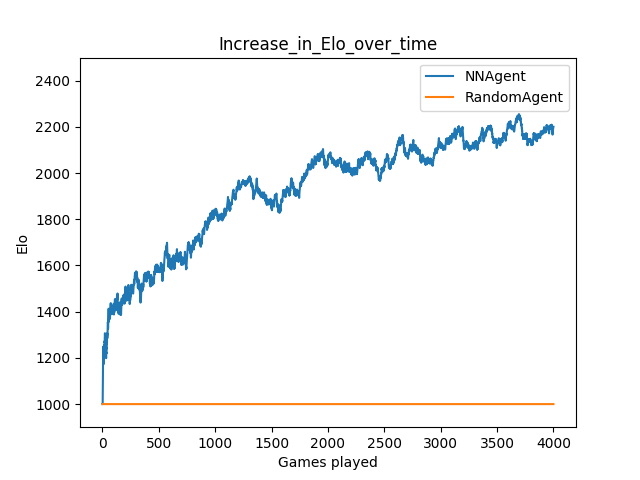 Increase_in_Elo_over_time
NNAgent
RandomAgent
Elo
2400
2200
2000
1800
1600
1400
1200
1000
0 500 1000 1500 2000 2500 3000 3500 4000
Games played